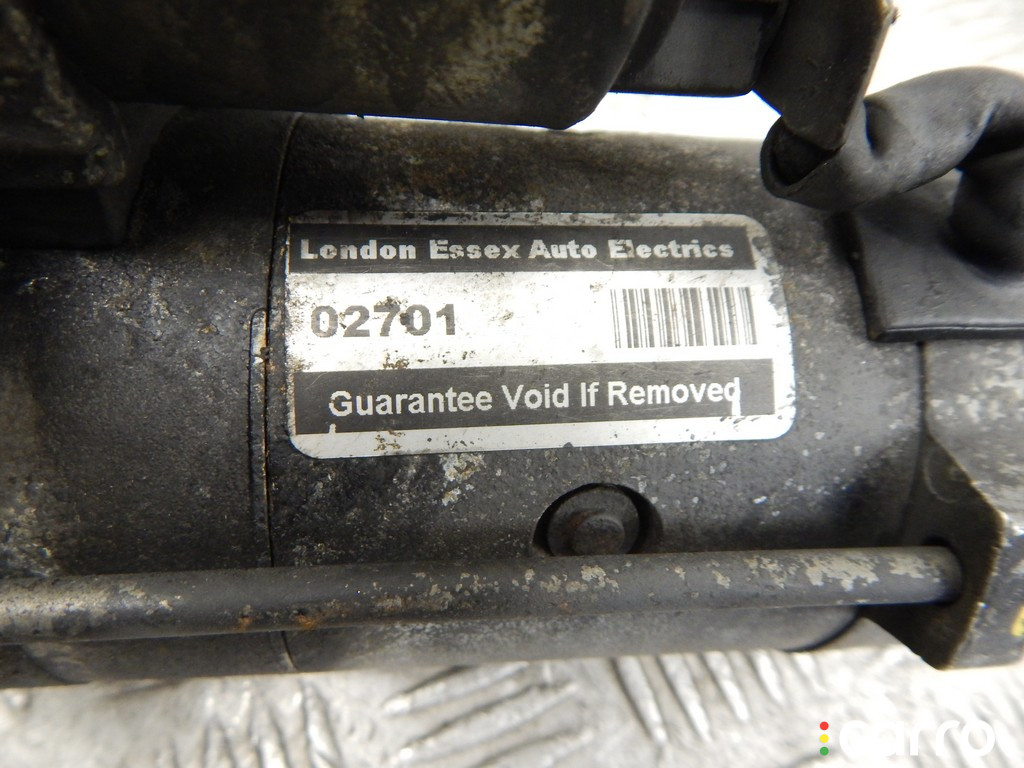 London Essex Auto Electrics
02701
Guarantee Void If Removed
carro